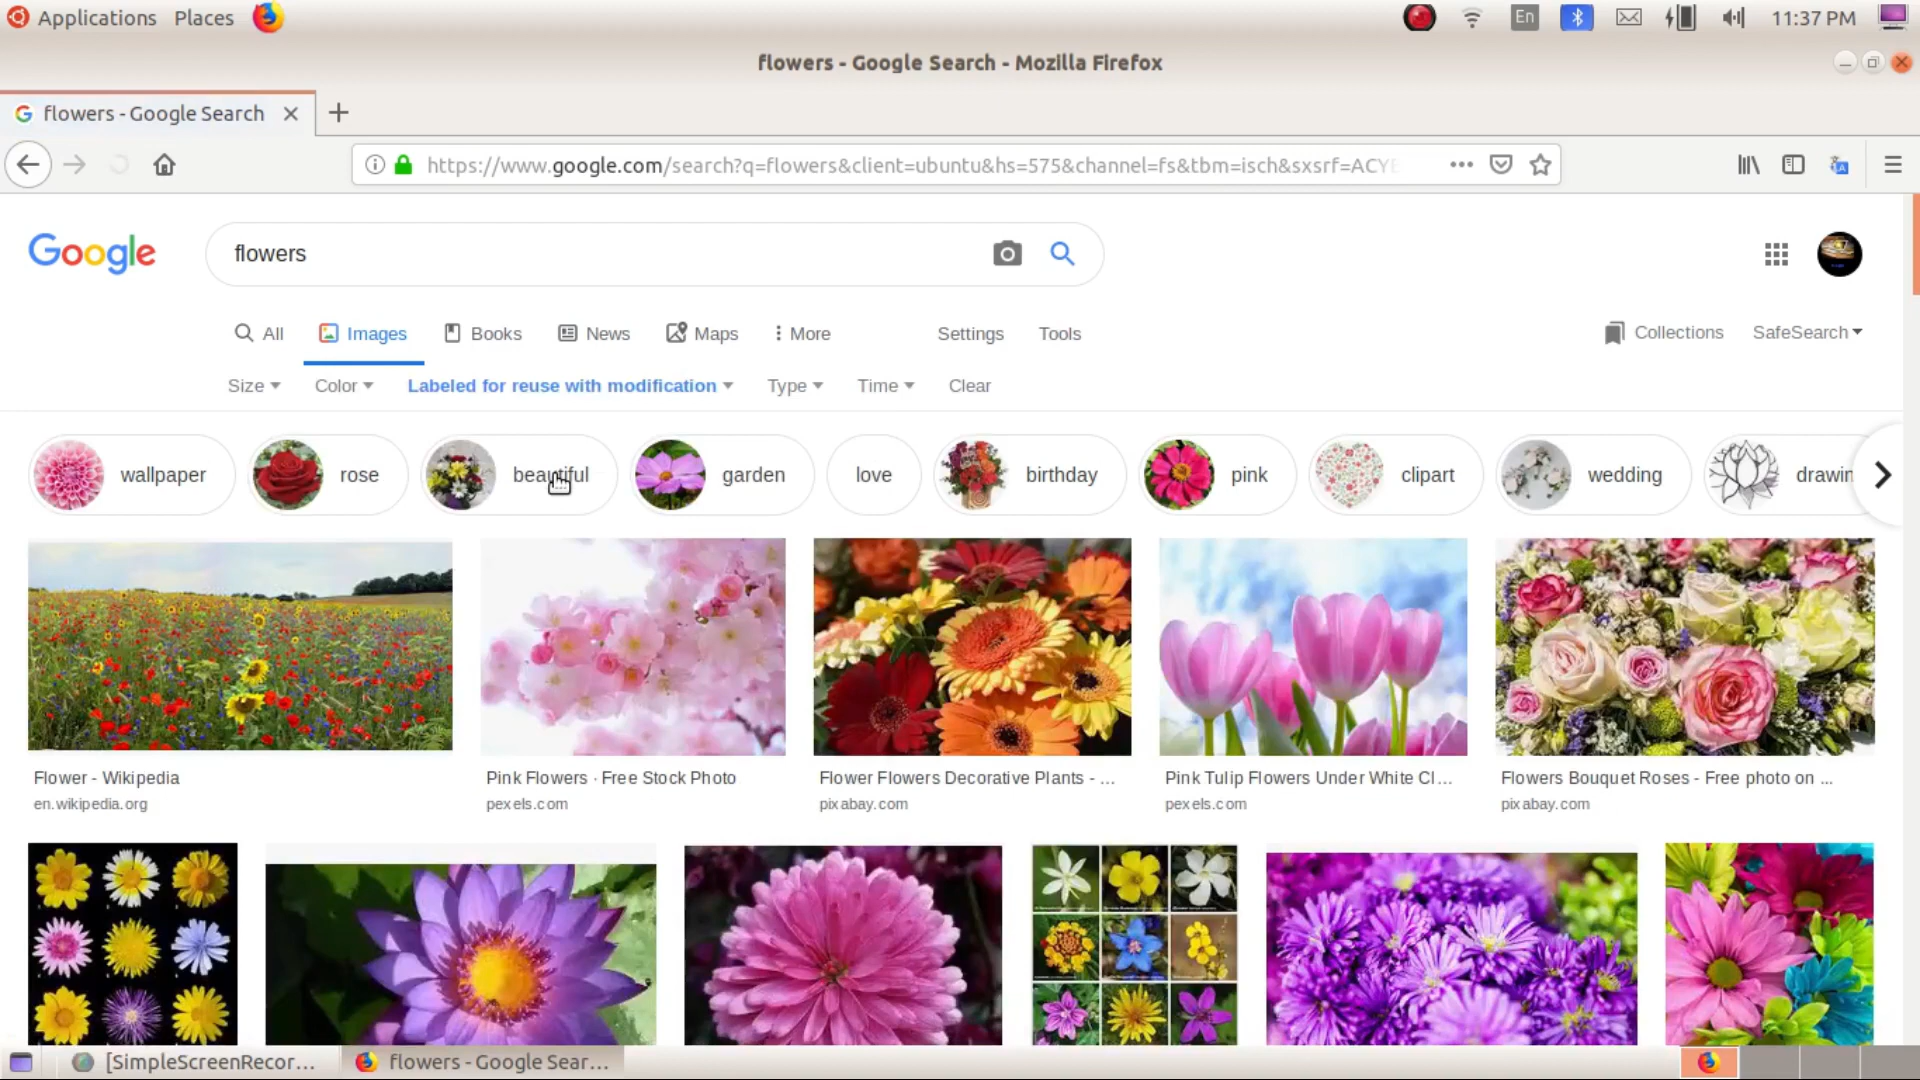 Applications Places En 11:37 PM
flowers - Google Search - Mozilla Firefox
flowers - Google Search
https://www.google.com/search?q=flowers&client=ubuntu&hs=575&channel=fs&tbm=isch&sxsrf=ACYE
Google flowers
All Images Books News Maps More Settings Tools Collections SafeSearch
Size Color Labeled for reuse with modification Type Time Clear
wallpaper rose beautiful garden love birthday pink clipart wedding drawin
Flower - Wikipedia
en.wikipedia.org
Pink Flowers · Free Stock Photo
pexels.com
Flower Flowers Decorative Plants - ...
pixabay.com
Pink Tulip Flowers Under White Cl...
pexels.com
Flowers Bouquet Roses - Free photo on ...
pixabay.com
[SimpleScreenRecor... flowers - Google Sear...